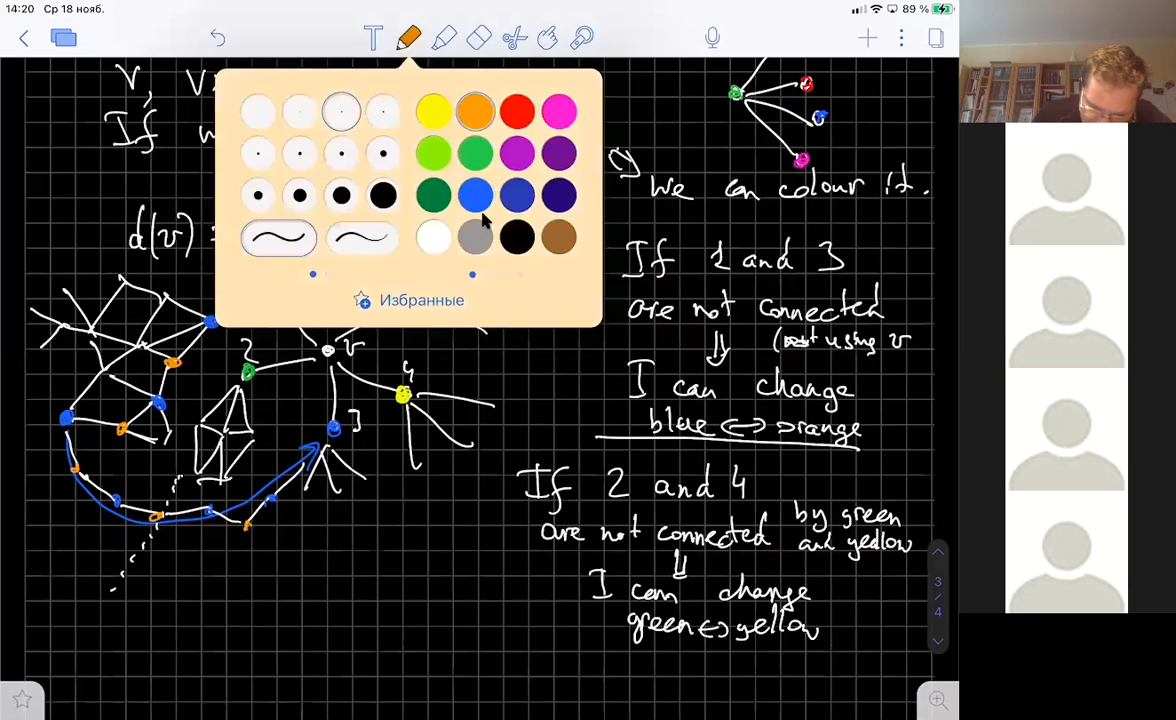 14:20 Ср 18 нояб.
89 %
T
v, v
If
d(v) =
2
v
4
3
We can colour it.
If 1 and 3
are not connected
(not using v
⇓
I can change
blue <=> orange
If 2 and 4
are not connected by green
and yellow
⇓
I can change
green <=> yellow
Избранные
3
/
4